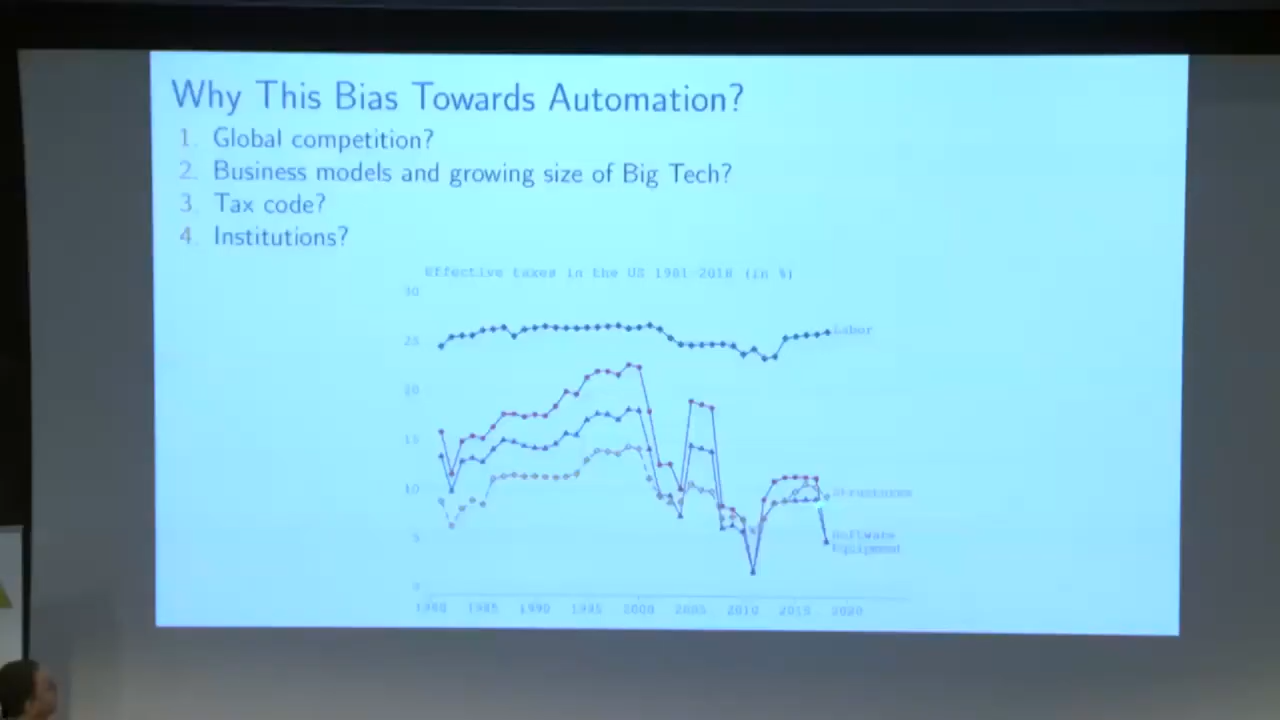 Why This Bias Towards Automation?
1. Global competition?
2. Business models and growing size of Big Tech?
3. Tax code?
4. Institutions?
Effective taxes in the US 1981-2018 (in %)
30
25
20
15
10
5
0
Labor
Structures
Software
Equipment
1980 1985 1990 1995 2000 2005 2010 2015 2020